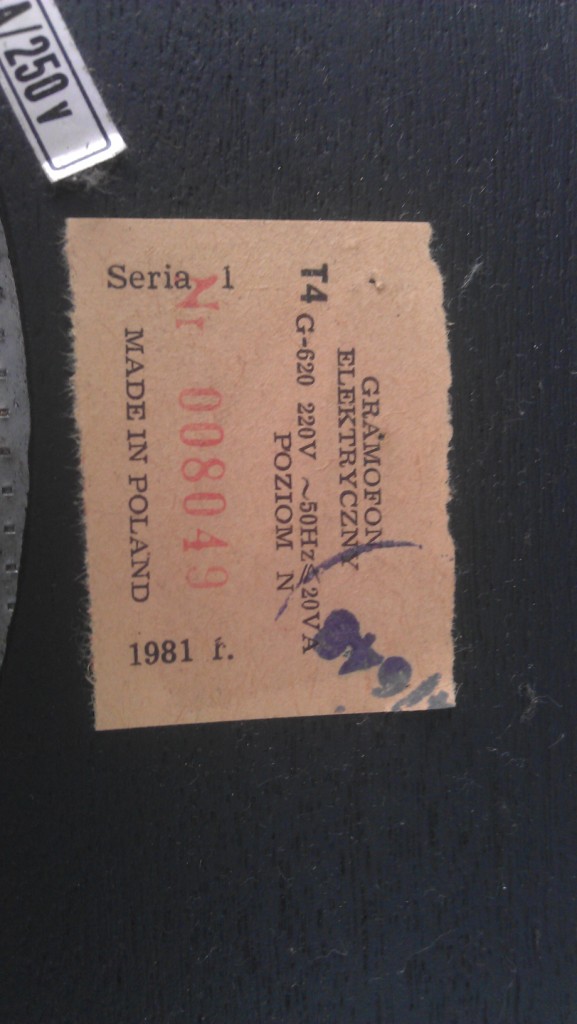 A/250 V
GRAMOFON
ELEKTRYCZNY
T4 G-620 220V ~50Hz≤20VA
POZIOM N
Nr 008049
MADE IN POLAND
Seria 1
1981 r.